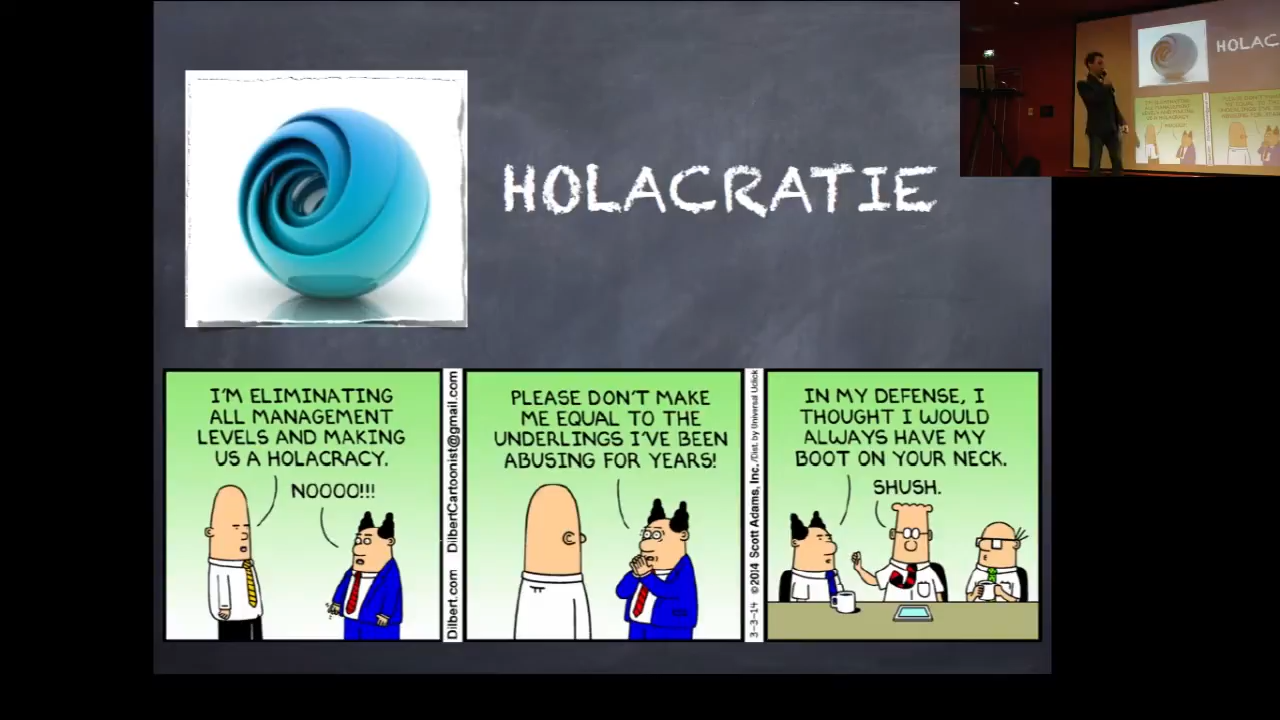 HOLACRATIE
HOLAC
I'M ELIMINATING
ALL MANAGEMENT
LEVELS AND MAKING
US A HOLACRACY.
NOOOO!!!
Dilbert.com DilbertCartoonist@gmail.com
PLEASE DON'T MAKE
ME EQUAL TO THE
UNDERLINGS I'VE BEEN
ABUSING FOR YEARS!
3-3-14 ©2014 Scott Adams, Inc. /Dist. by Universal Uclick
IN MY DEFENSE, I
THOUGHT I WOULD
ALWAYS HAVE MY
BOOT ON YOUR NECK.
SHUSH.